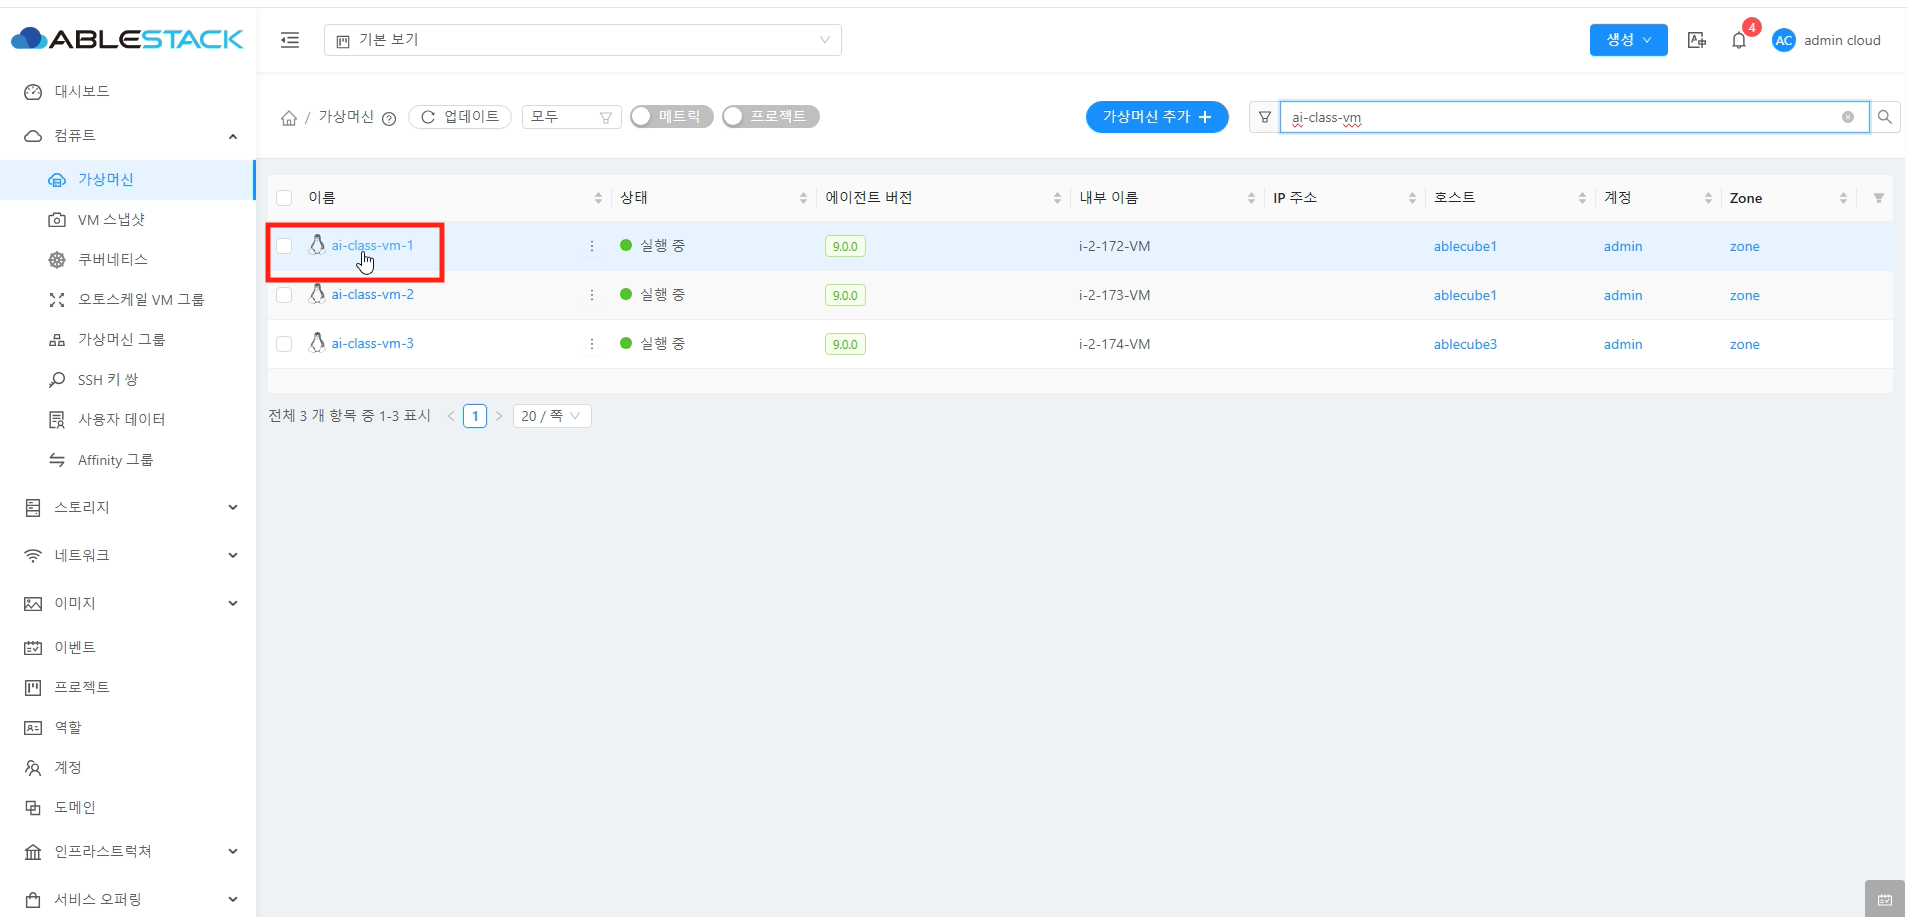 ABLESTACK
기본 보기
생성
4
AC
admin cloud
대시보드
컴퓨트
가상머신
VM 스냅샷
쿠버네티스
오토스케일 VM 그룹
가상머신 그룹
SSH 키 쌍
사용자 데이터
Affinity 그룹
스토리지
네트워크
이미지
이벤트
프로젝트
역할
계정
도메인
인프라스트럭쳐
서비스 오퍼링
/ 가상머신
업데이트
모두
메트릭
프로젝트
가상머신 추가 +
ai-class-vm
이름 상태 에이전트 버전 내부 이름 IP 주소 호스트 계정 Zone
ai-class-vm-1 실행 중 9.0.0 i-2-172-VM ablecube1 admin zone
ai-class-vm-2 실행 중 9.0.0 i-2-173-VM ablecube1 admin zone
ai-class-vm-3 실행 중 9.0.0 i-2-174-VM ablecube3 admin zone
전체 3 개 항목 중 1-3 표시 < 1 > 20 / 쪽